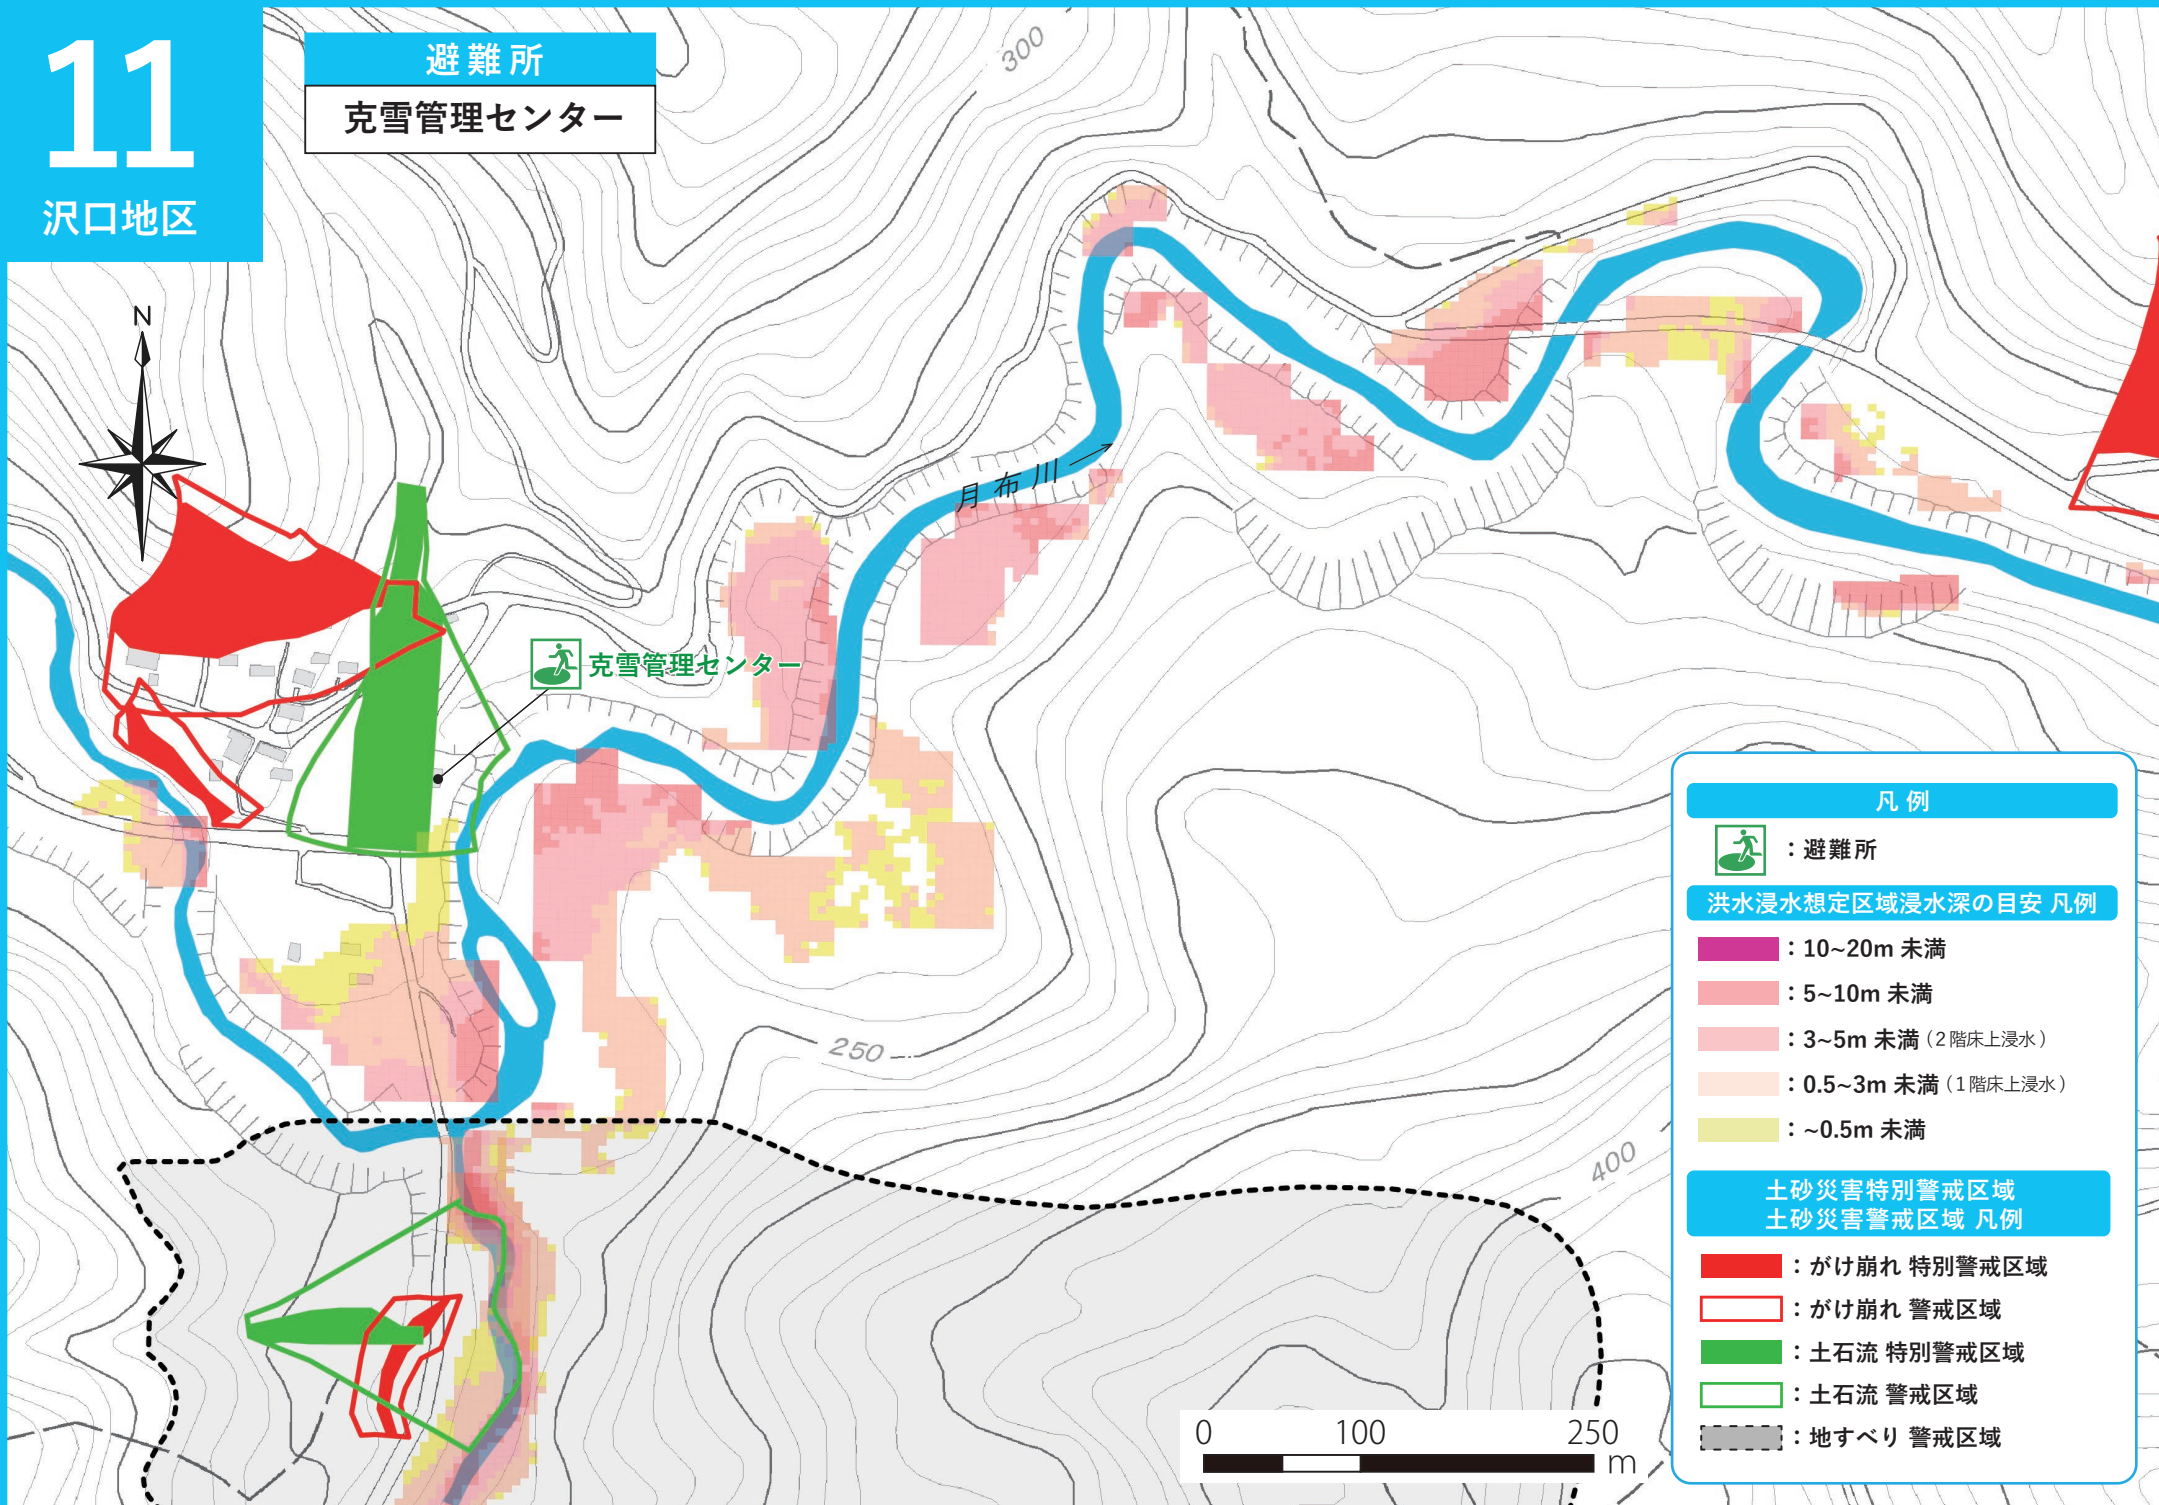 11
沢口地区
避難所
克雪管理センター
N
300
月布川
克雪管理センター
250
400
凡例
:避難所
洪水浸水想定区域浸水深の目安 凡例
:10~20m 未満
:5~10m 未満
:3~5m 未満(2階床上浸水)
:0.5~3m 未満(1階床上浸水)
:~0.5m 未満
土砂災害特別警戒区域
土砂災害警戒区域 凡例
:がけ崩れ 特別警戒区域
:がけ崩れ 警戒区域
:土石流 特別警戒区域
:土石流 警戒区域
:地すべり 警戒区域
0 100 250
m